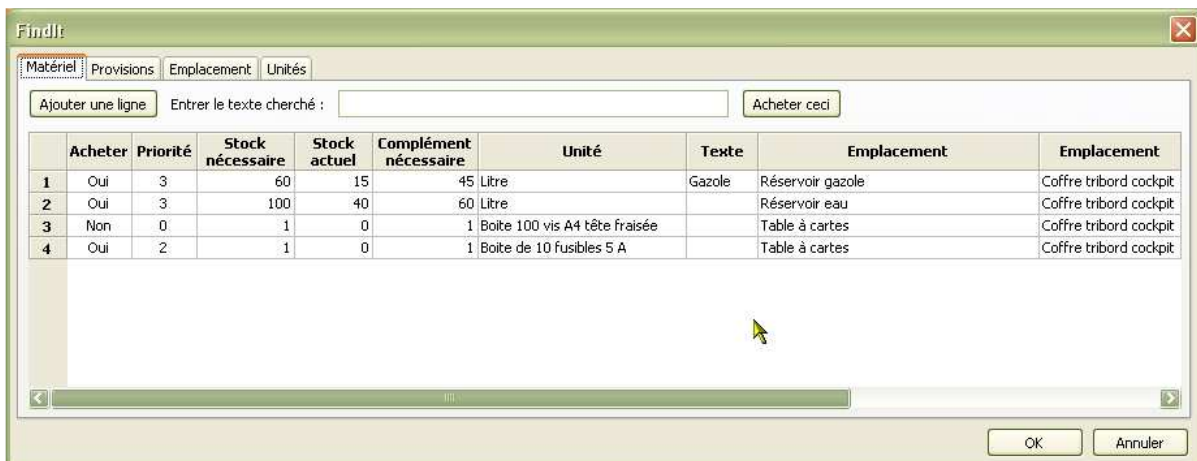 FindIt
Matériel Provisions Emplacement Unités
Ajouter une ligne Entrer le texte cherché : Acheter ceci
Acheter Priorité Stock nécessaire Stock actuel Complément nécessaire Unité Texte Emplacement Emplacement
1 Oui 3 60 15 45 Litre Gazole Réservoir gazole Coffre tribord cockpit
2 Oui 3 100 40 60 Litre Réservoir eau Coffre tribord cockpit
3 Non 0 1 0 1 Boite 100 vis A4 tête fraisée Table à cartes Coffre tribord cockpit
4 Oui 2 1 0 1 Boite de 10 fusibles 5 A Table à cartes Coffre tribord cockpit
OK Annuler